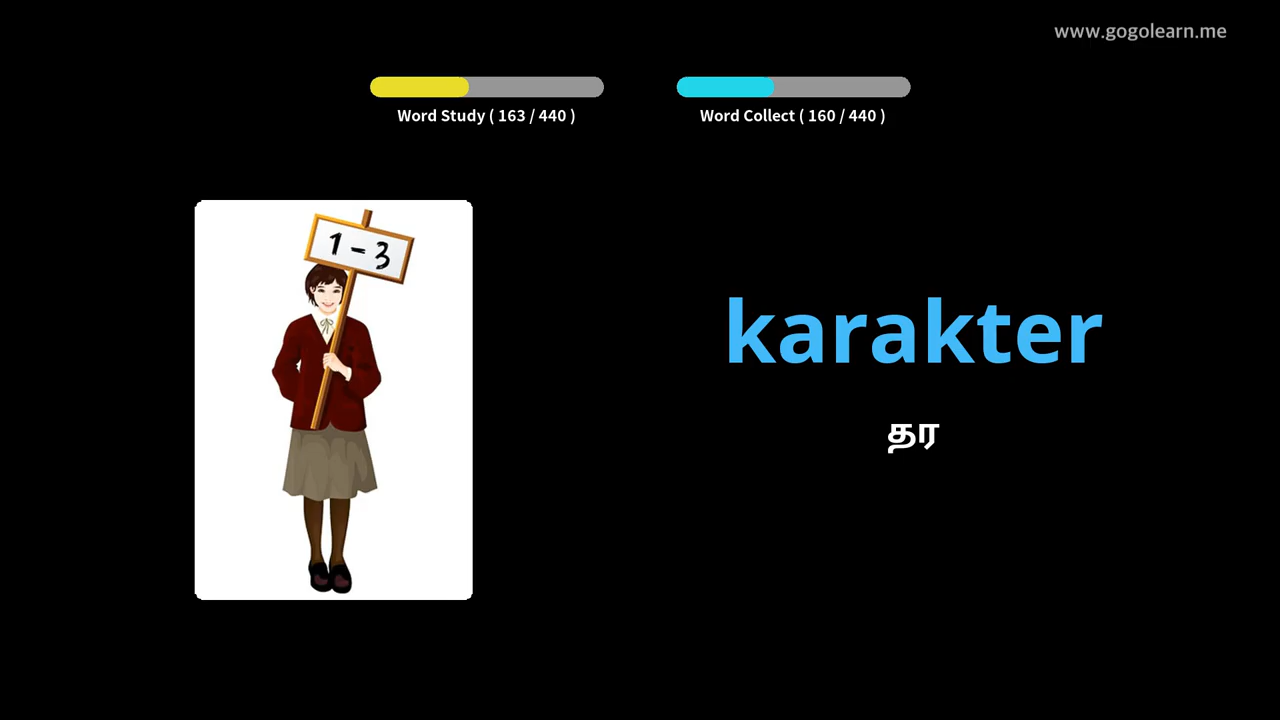 www.gogolearn.me
Word Study ( 163 / 440 )
Word Collect ( 160 / 440 )
1 - 3
karakter
தர